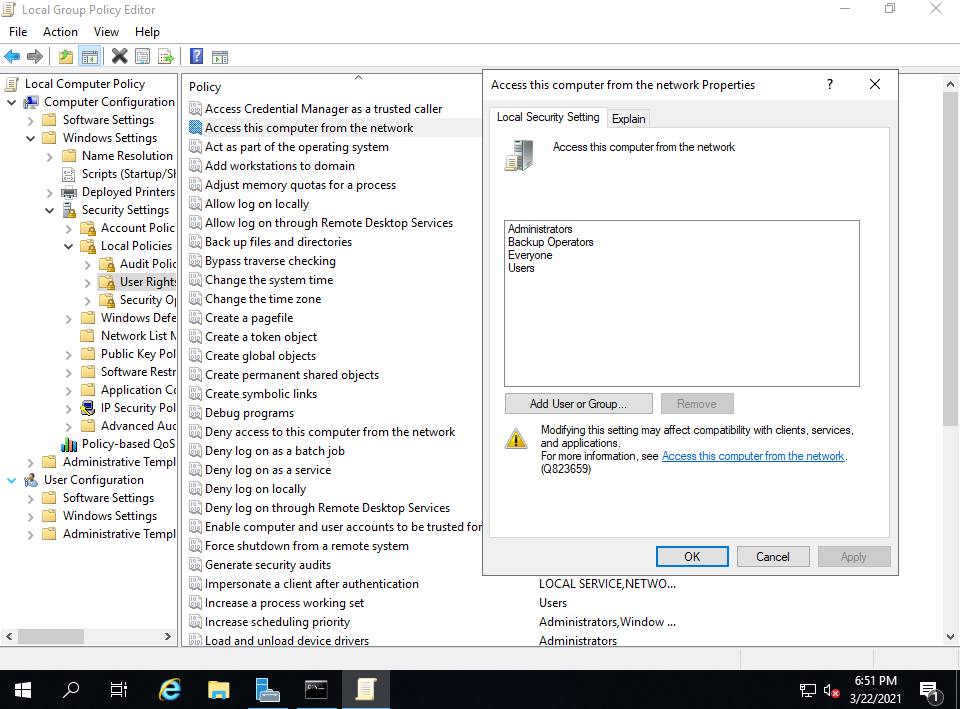 Local Group Policy Editor
File Action View Help
Local Computer Policy
Computer Configuration
Software Settings
Windows Settings
Name Resolution
Scripts (Startup/Sh
Deployed Printers
Security Settings
Account Polic
Local Policies
Audit Polic
User Rights
Security Op
Windows Defe
Network List M
Public Key Pol
Software Restr
Application Co
IP Security Pol
Advanced Aud
Policy-based QoS
Administrative Templ
User Configuration
Software Settings
Windows Settings
Administrative Templ
Policy
Access Credential Manager as a trusted caller
Access this computer from the network
Act as part of the operating system
Add workstations to domain
Adjust memory quotas for a process
Allow log on locally
Allow log on through Remote Desktop Services
Back up files and directories
Bypass traverse checking
Change the system time
Change the time zone
Create a pagefile
Create a token object
Create global objects
Create permanent shared objects
Create symbolic links
Debug programs
Deny access to this computer from the network
Deny log on as a batch job
Deny log on as a service
Deny log on locally
Deny log on through Remote Desktop Services
Enable computer and user accounts to be trusted for
Force shutdown from a remote system
Generate security audits
Impersonate a client after authentication LOCAL SERVICE,NETWO...
Increase a process working set Users
Increase scheduling priority Administrators,Window ...
Load and unload device drivers Administrators
Access this computer from the network Properties ?
Local Security Setting Explain
Access this computer from the network
Administrators
Backup Operators
Everyone
Users
Add User or Group... Remove
Modifying this setting may affect compatibility with clients, services,
and applications.
For more information, see Access this computer from the network.
(Q823659)
OK Cancel Apply
6:51 PM
3/22/2021
1